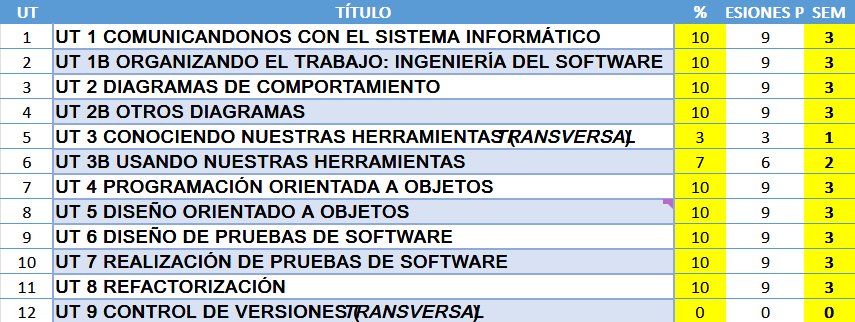 UT TÍTULO % ESIONES P SEM
1 UT 1 COMUNICANDONOS CON EL SISTEMA INFORMÁTICO 10 9 3
2 UT 1B ORGANIZANDO EL TRABAJO: INGENIERÍA DEL SOFTWARE 10 9 3
3 UT 2 DIAGRAMAS DE COMPORTAMIENTO 10 9 3
4 UT 2B OTROS DIAGRAMAS 10 9 3
5 UT 3 CONOCIENDO NUESTRAS HERRAMIENTAS (TRANSVERSAL) 3 3 1
6 UT 3B USANDO NUESTRAS HERRAMIENTAS 7 6 2
7 UT 4 PROGRAMACIÓN ORIENTADA A OBJETOS 10 9 3
8 UT 5 DISEÑO ORIENTADO A OBJETOS 10 9 3
9 UT 6 DISEÑO DE PRUEBAS DE SOFTWARE 10 9 3
10 UT 7 REALIZACIÓN DE PRUEBAS DE SOFTWARE 10 9 3
11 UT 8 REFACTORIZACIÓN 10 9 3
12 UT 9 CONTROL DE VERSIONES (TRANSVERSAL) 0 0 0